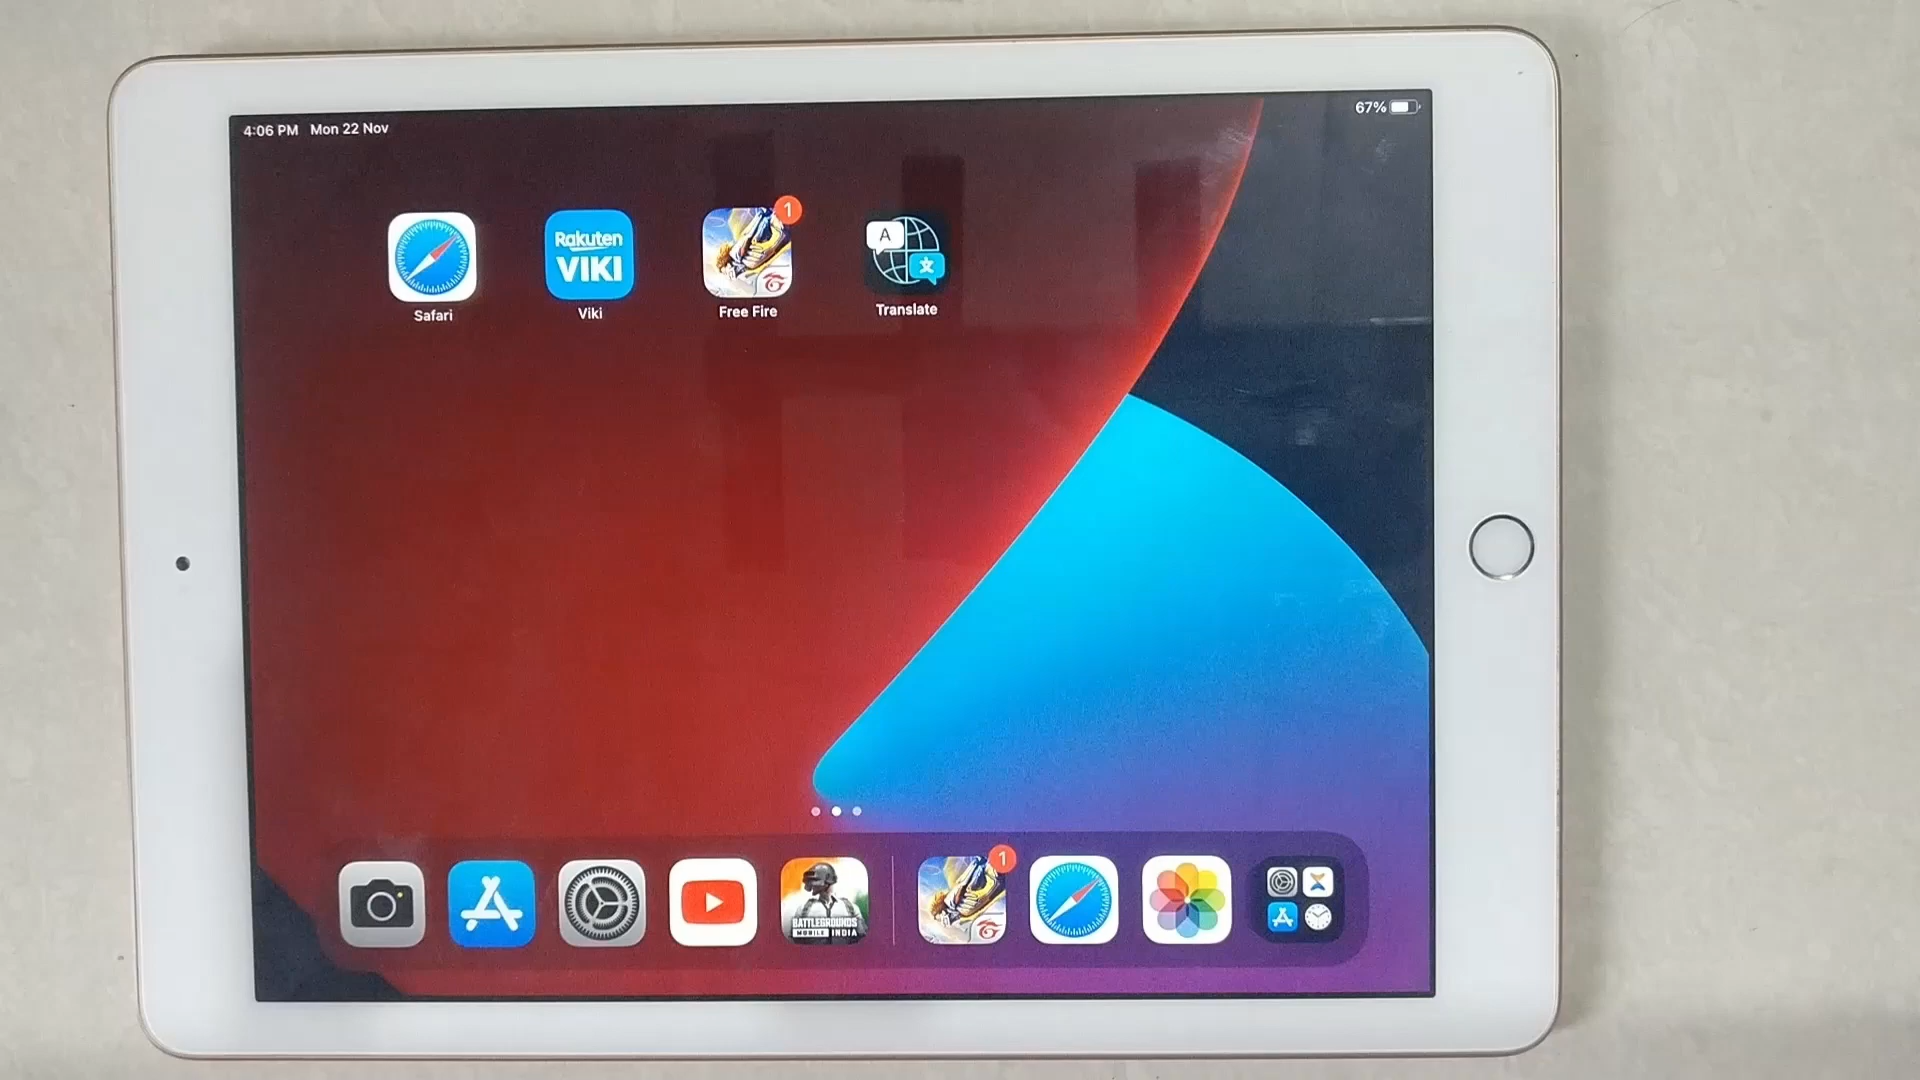 4:06 PM Mon 22 Nov
67%
Rakuten
VIKI
1
A
文
Safari
Viki
Free Fire
Translate
1
BATTLEGROUNDS
MOBILE INDIA